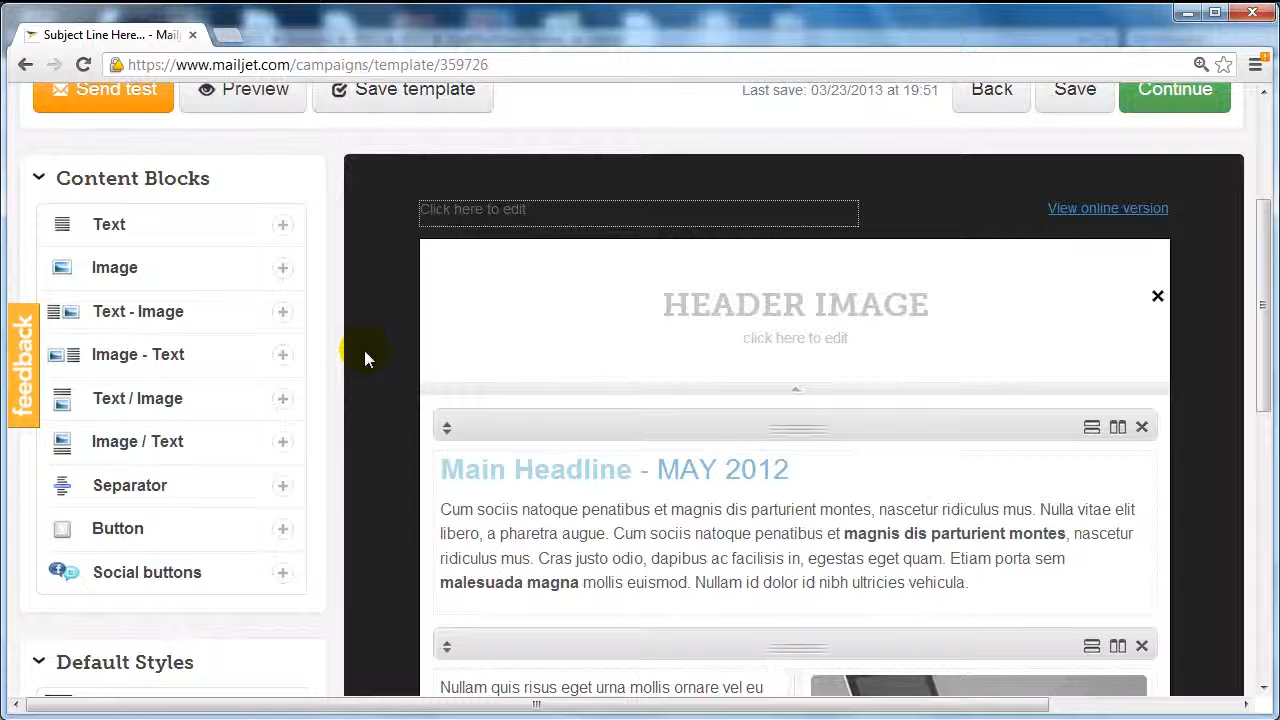 Subject Line Here... - Mailj
https://www.mailjet.com/campaigns/template/359726
Send test
Preview
Save template
Last save: 03/23/2013 at 19:51
Back
Save
Continue
Content Blocks
Text
Image
Text - Image
Image - Text
Text / Image
Image / Text
Separator
Button
Social buttons
Default Styles
feedback
Click here to edit
View online version
HEADER IMAGE
click here to edit
Main Headline - MAY 2012
Cum sociis natoque penatibus et magnis dis parturient montes, nascetur ridiculus mus. Nulla vitae elit
libero, a pharetra augue. Cum sociis natoque penatibus et magnis dis parturient montes, nascetur
ridiculus mus. Cras justo odio, dapibus ac facilisis in, egestas eget quam. Etiam porta sem
malesuada magna mollis euismod. Nullam id dolor id nibh ultricies vehicula.
Nullam quis risus eget urna mollis ornare vel eu